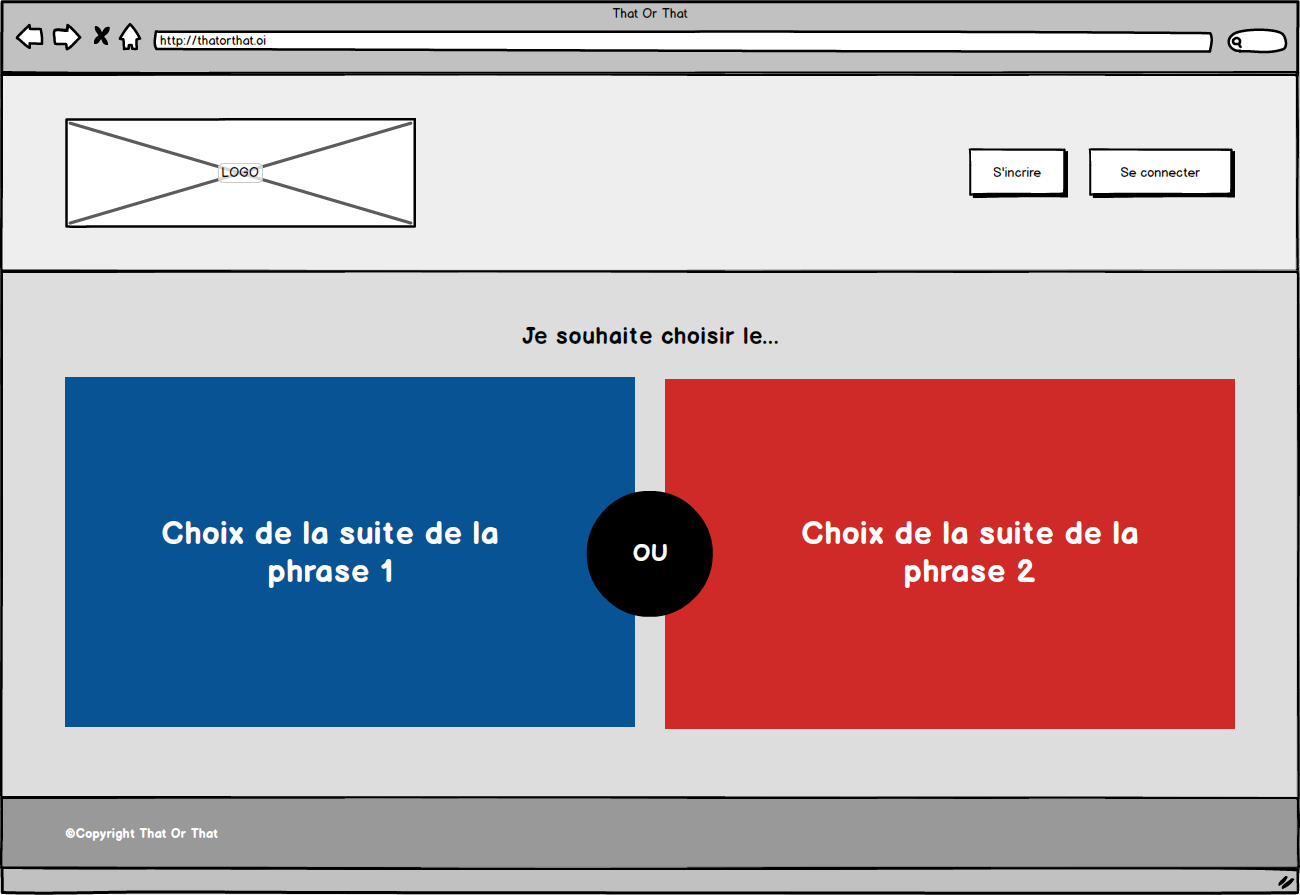 That Or That
http://thatorthat.oi
LOGO
S'incrire
Se connecter
Je souhaite choisir le...
Choix de la suite de la
phrase 1
OU
Choix de la suite de la
phrase 2
©Copyright That Or That